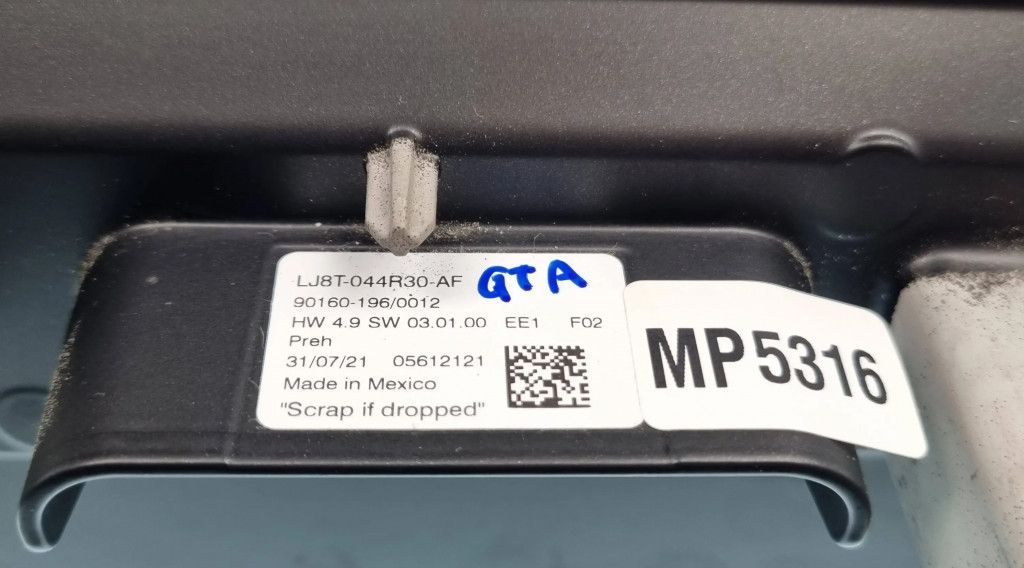 LJ8T-044R30-AF GTA
90160-196/0012
HW 4.9 SW 03.01.00 EE1 F02
Preh
31/07/21 05612121
Made in Mexico
"Scrap if dropped"
MP5316